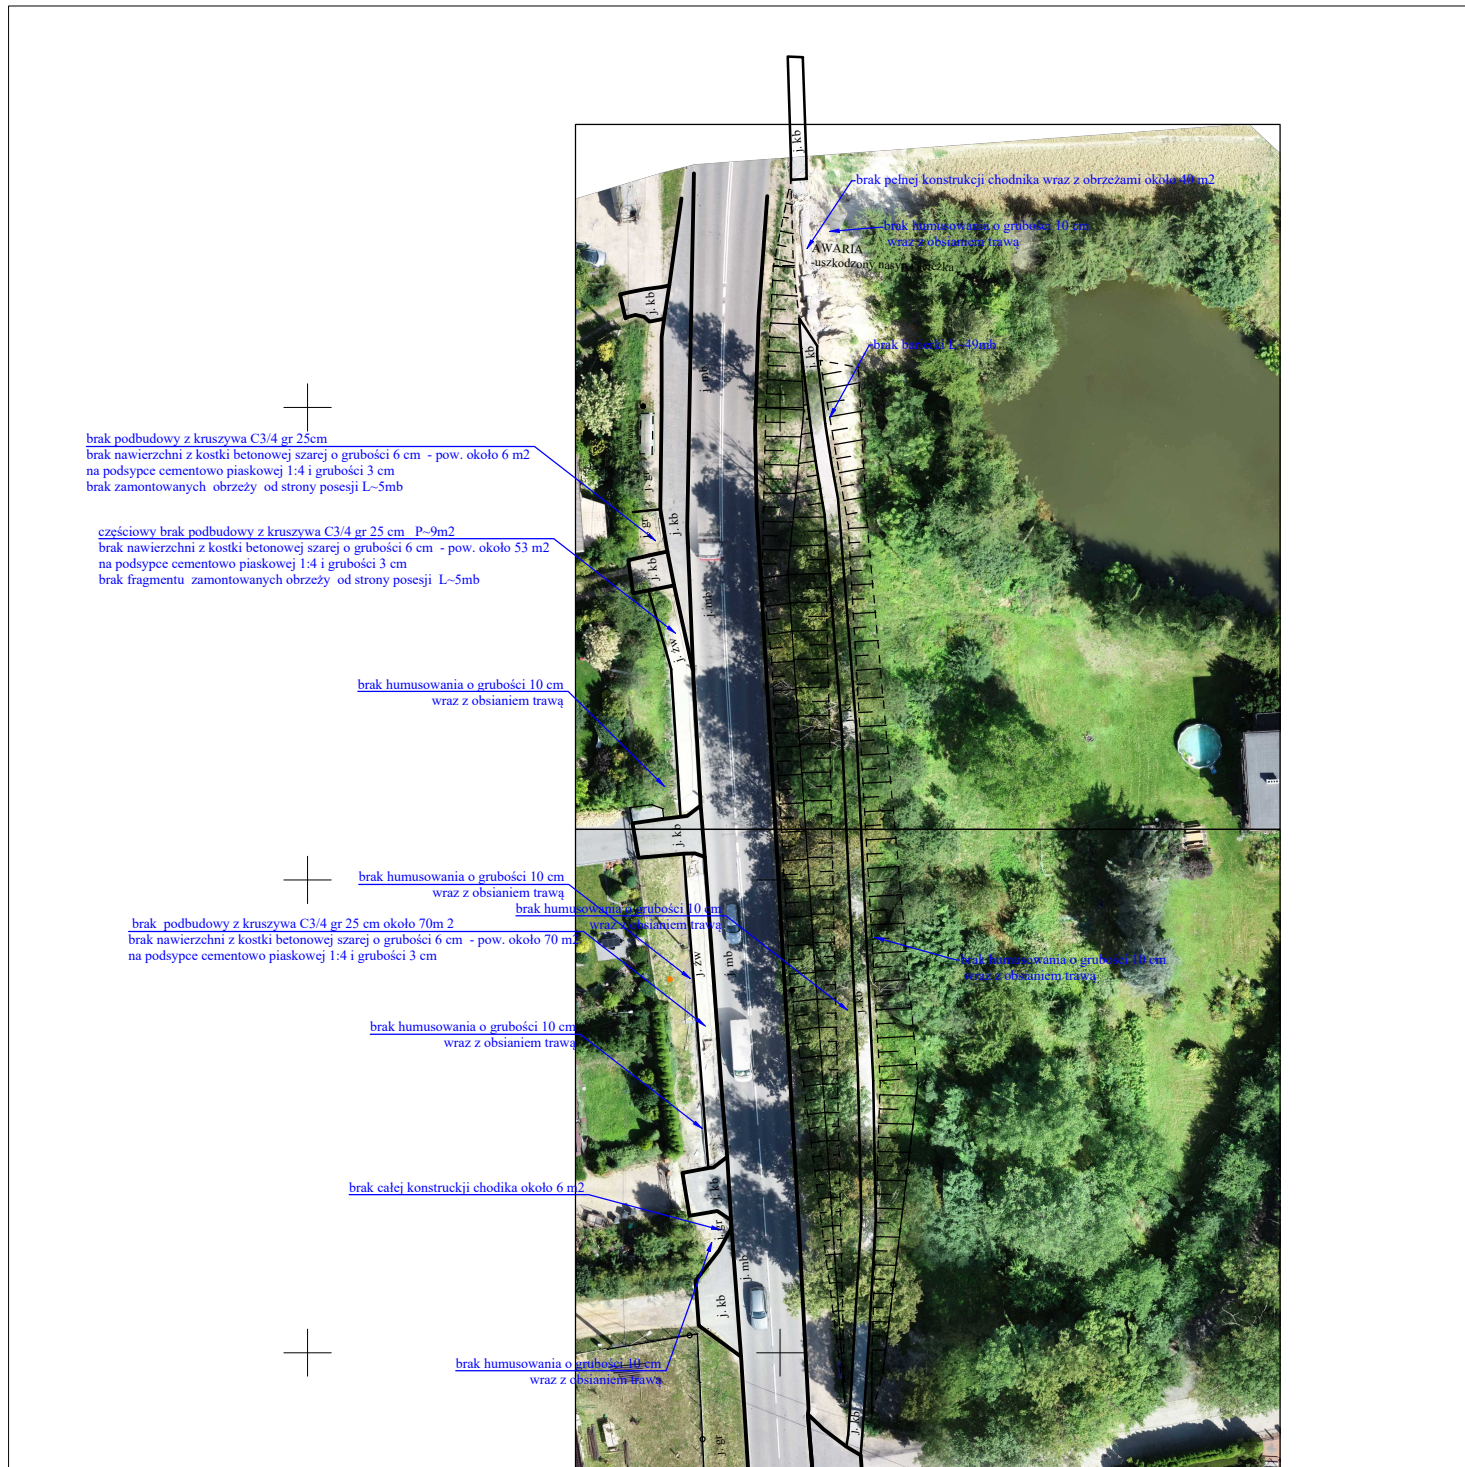 j. kb
brak pełnej konstrukcji chodnika wraz z obrzeżami około 40 m2
brak humusowania o grubości 10 cm
wraz z obsianiem trawą
AWARIA
-uszkodzony nasyp
j. kb
brak L~49mb
j. kb
j. mb
brak podbudowy z kruszywa C3/4 gr 25cm
brak nawierzchni z kostki betonowej szarej o grubości 6 cm - pow. około 6 m2
na podsypce cementowo piaskowej 1:4 i grubości 3 cm
brak zamontowanych obrzeży od strony posesji L~5mb
j. gr
j. gr
j. kb
częściowy brak podbudowy z kruszywa C3/4 gr 25 cm P~9m2
brak nawierzchni z kostki betonowej szarej o grubości 6 cm - pow. około 53 m2
na podsypce cementowo piaskowej 1:4 i grubości 3 cm
brak fragmentu zamontowanych obrzeży od strony posesji L~5mb
j. kb
j. mb
j. zw
brak humusowania o grubości 10 cm
wraz z obsianiem trawą
j. kb
j. kb
brak humusowania o grubości 10 cm
wraz z obsianiem trawą
brak humusowania o grubości 10 cm
wraz z obsianiem trawą
brak podbudowy z kruszywa C3/4 gr 25 cm około 70m 2
brak nawierzchni z kostki betonowej szarej o grubości 6 cm - pow. około 70 m2
na podsypce cementowo piaskowej 1:4 i grubości 3 cm
j. zw
j. mb
brak humusowania o grubości 10 cm
wraz z obsianiem trawą
j. kb
brak humusowania o grubości 10 cm
wraz z obsianiem trawą
brak całej konstruckji chodika około 6 m2
j. kb
j. gr
j. mb
j. kb
brak humusowania o grubości 10 cm
wraz z obsianiem trawą
j. kb
j. gr